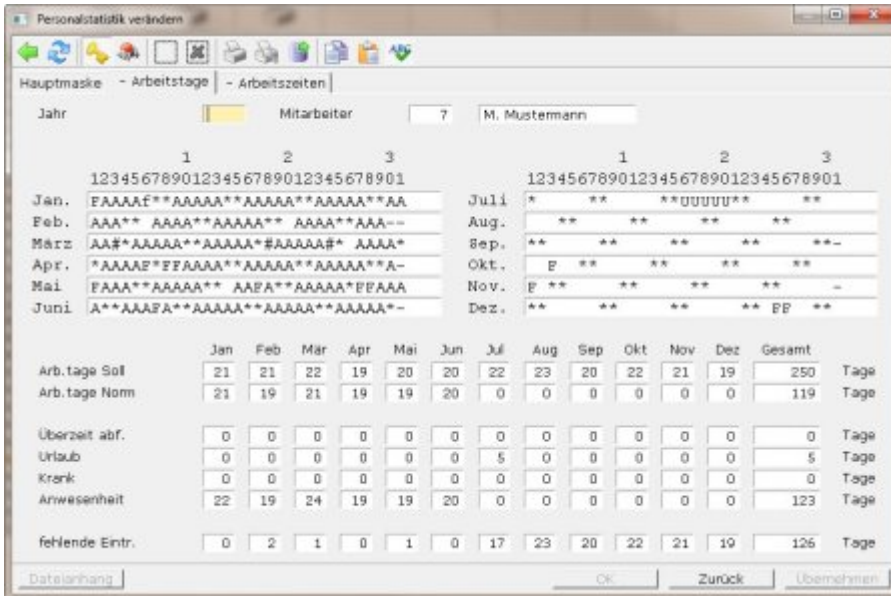 Personalstatistik verändern
ABC
Hauptmaske - Arbeitstage - Arbeitszeiten
Jahr Mitarbeiter 7 M. Mustermann
1 2 3 1 2 3
1234567890123456789012345678901 1234567890123456789012345678901
Jan. FAAAAf**AAAAA**AAAAA**AAAAA**AA Juli * ** **UUUUU** **
Feb. AAA** AAAA**AAAAA** AAAA**AAA-- Aug. ** ** ** **
März AA#*AAAAA**AAAAA*#AAAAA#* AAAA* Sep. ** ** ** ** **-
Apr. *AAAAF*FFAAAA**AAAAA**AAAAA**A- Okt. F ** ** ** **
Mai FAAA**AAAAA** AAFA**AAAAA*FFAAA Nov. F ** ** ** ** -
Juni A**AAAFA**AAAAA**AAAAA**AAAAA*- Dez. ** ** ** ** FF **
Jan Feb Mär Apr Mai Jun Jul Aug Sep Okt Nov Dez Gesamt
Arb.tage Soll 21 21 22 19 20 20 22 23 20 22 21 19 250 Tage
Arb.tage Norm 21 19 21 19 19 20 0 0 0 0 0 0 119 Tage
Überzeit abf. 0 0 0 0 0 0 0 0 0 0 0 0 0 Tage
Urlaub 0 0 0 0 0 0 5 0 0 0 0 0 5 Tage
Krank 0 0 0 0 0 0 0 0 0 0 0 0 0 Tage
Anwesenheit 22 19 24 19 19 20 0 0 0 0 0 0 123 Tage
fehlende Eintr. 0 2 1 0 1 0 17 23 20 22 21 19 126 Tage
Dateianhang OK Zurück Übernehmen